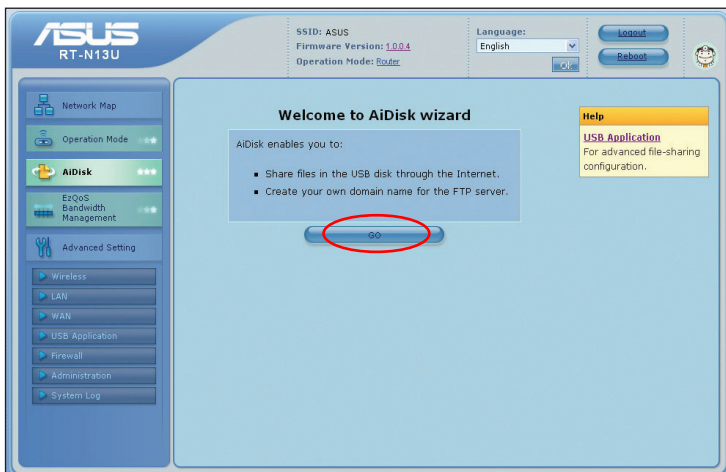 ASUS
RT-N13U
SSID: ASUS
Firmware Version: 1.0.0.4
Operation Mode: Router
Language:
English
Ok
Logout
Reboot
Network Map
Operation Mode
AiDisk
EzQoS
Bandwidth
Management
Advanced Setting
Wireless
LAN
WAN
USB Application
Firewall
Administration
System Log
Welcome to AiDisk wizard
AiDisk enables you to:
Share files in the USB disk through the Internet.
Create your own domain name for the FTP server.
GO
Help
USB Application
For advanced file-sharing
configuration.